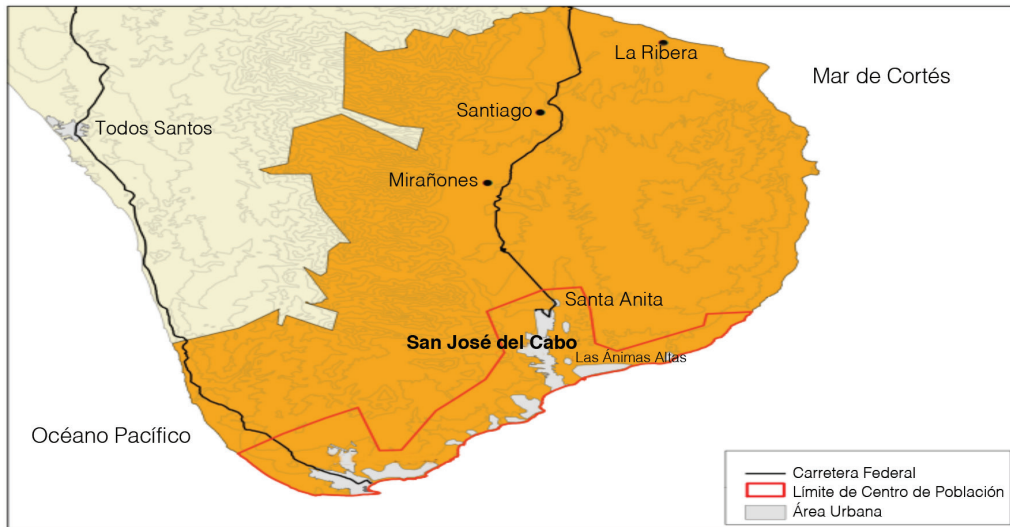 La Ribera
Mar de Cortés
Santiago
Todos Santos
Mirañones
Santa Anita
San José del Cabo
Las Ánimas Altas
Océano Pacífico
Carretera Federal
Límite de Centro de Población
Área Urbana